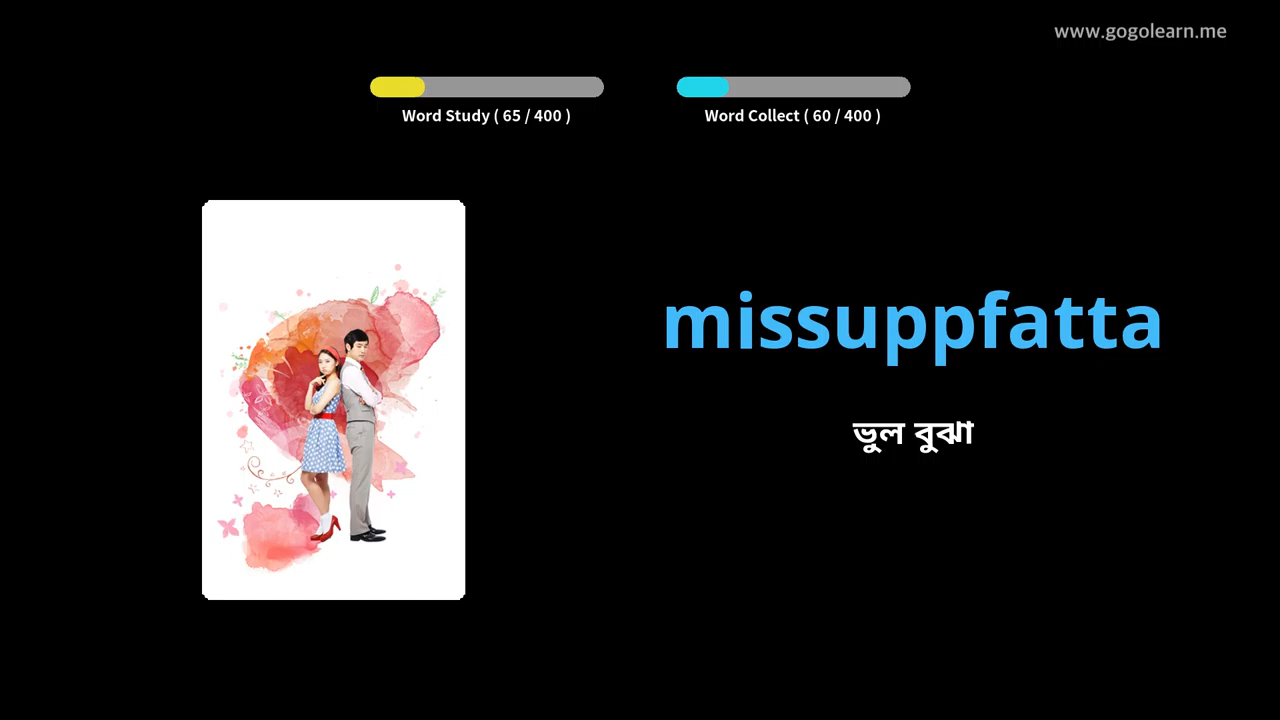 www.gogolearn.me
Word Study ( 65 / 400 )
Word Collect ( 60 / 400 )
missuppfatta
ভুল বুঝা